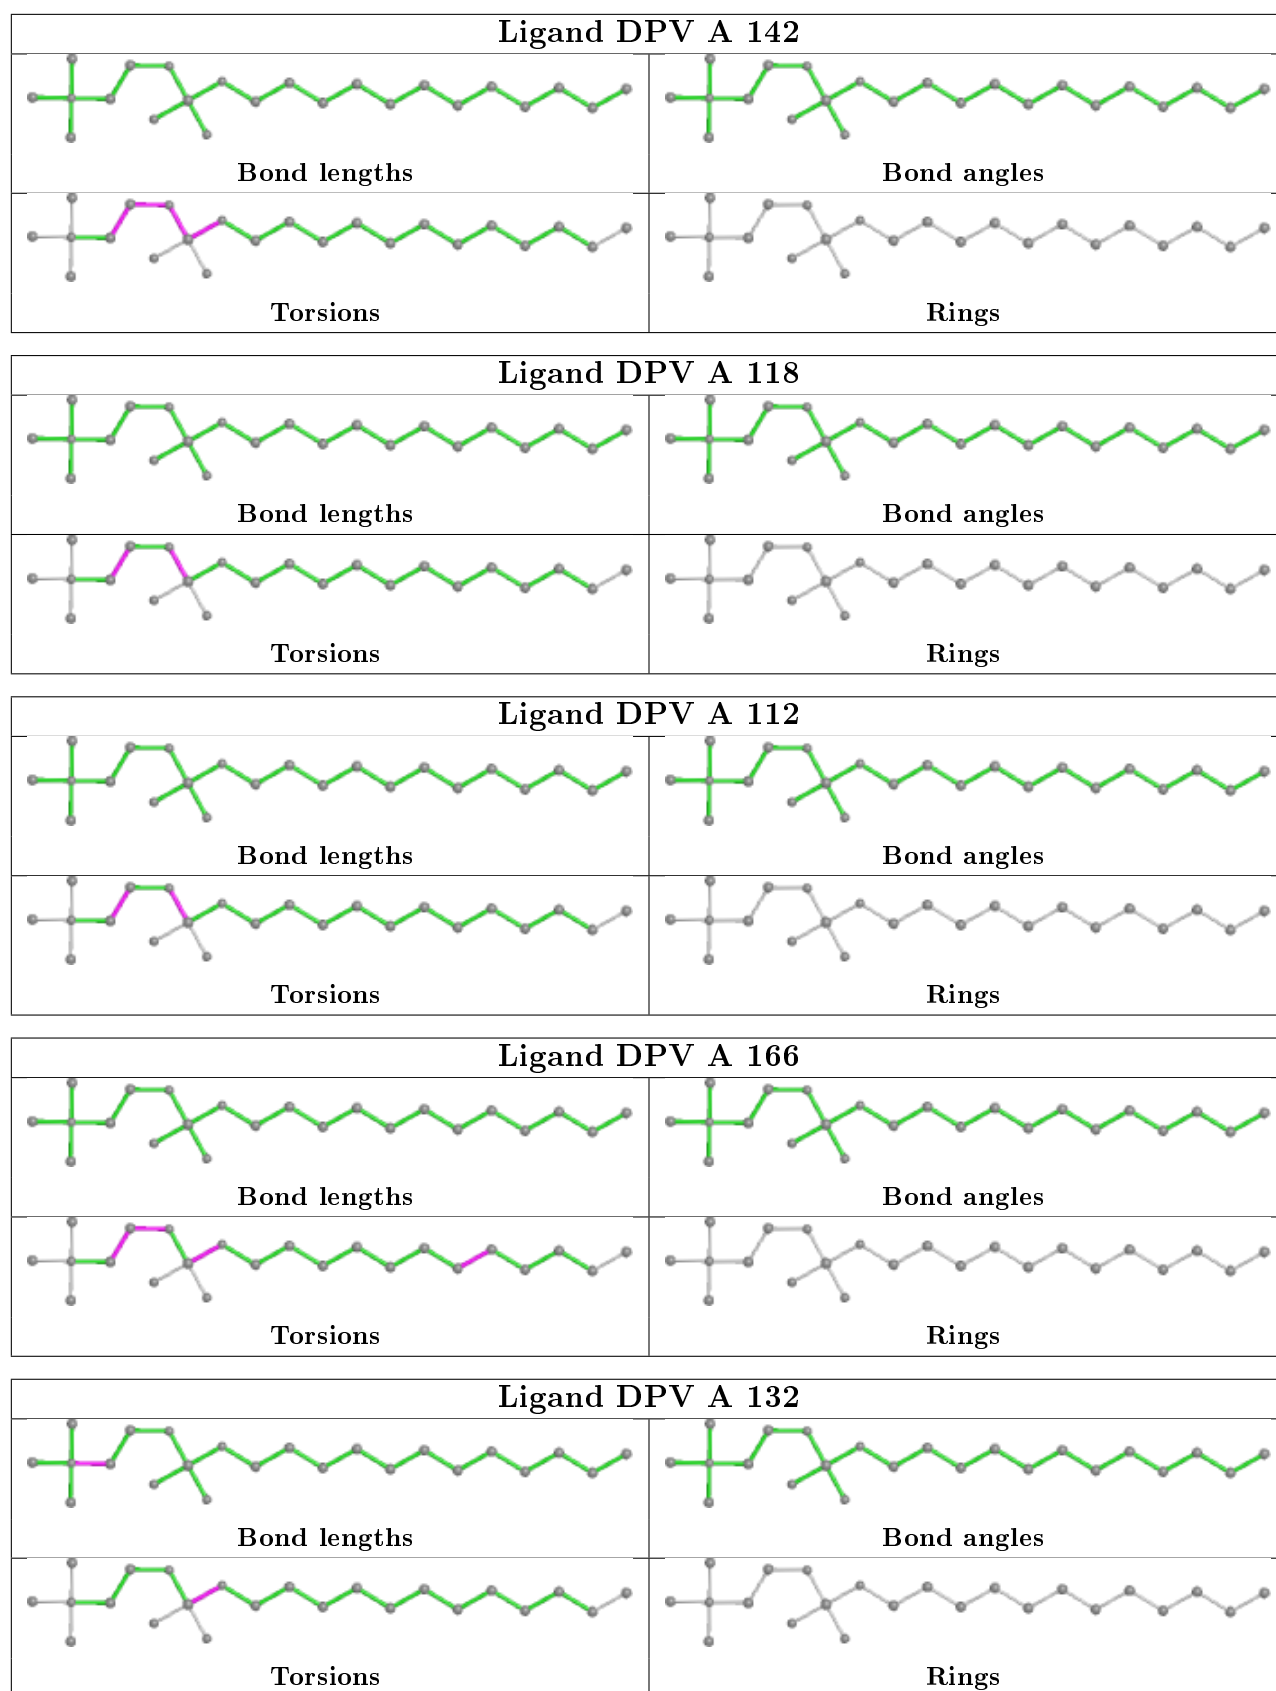 Ligand DPV A 142
Bond lengths
Bond angles
Torsions
Rings
Ligand DPV A 118
Bond lengths
Bond angles
Torsions
Rings
Ligand DPV A 112
Bond lengths
Bond angles
Torsions
Rings
Ligand DPV A 166
Bond lengths
Bond angles
Torsions
Rings
Ligand DPV A 132
Bond lengths
Bond angles
Torsions
Rings